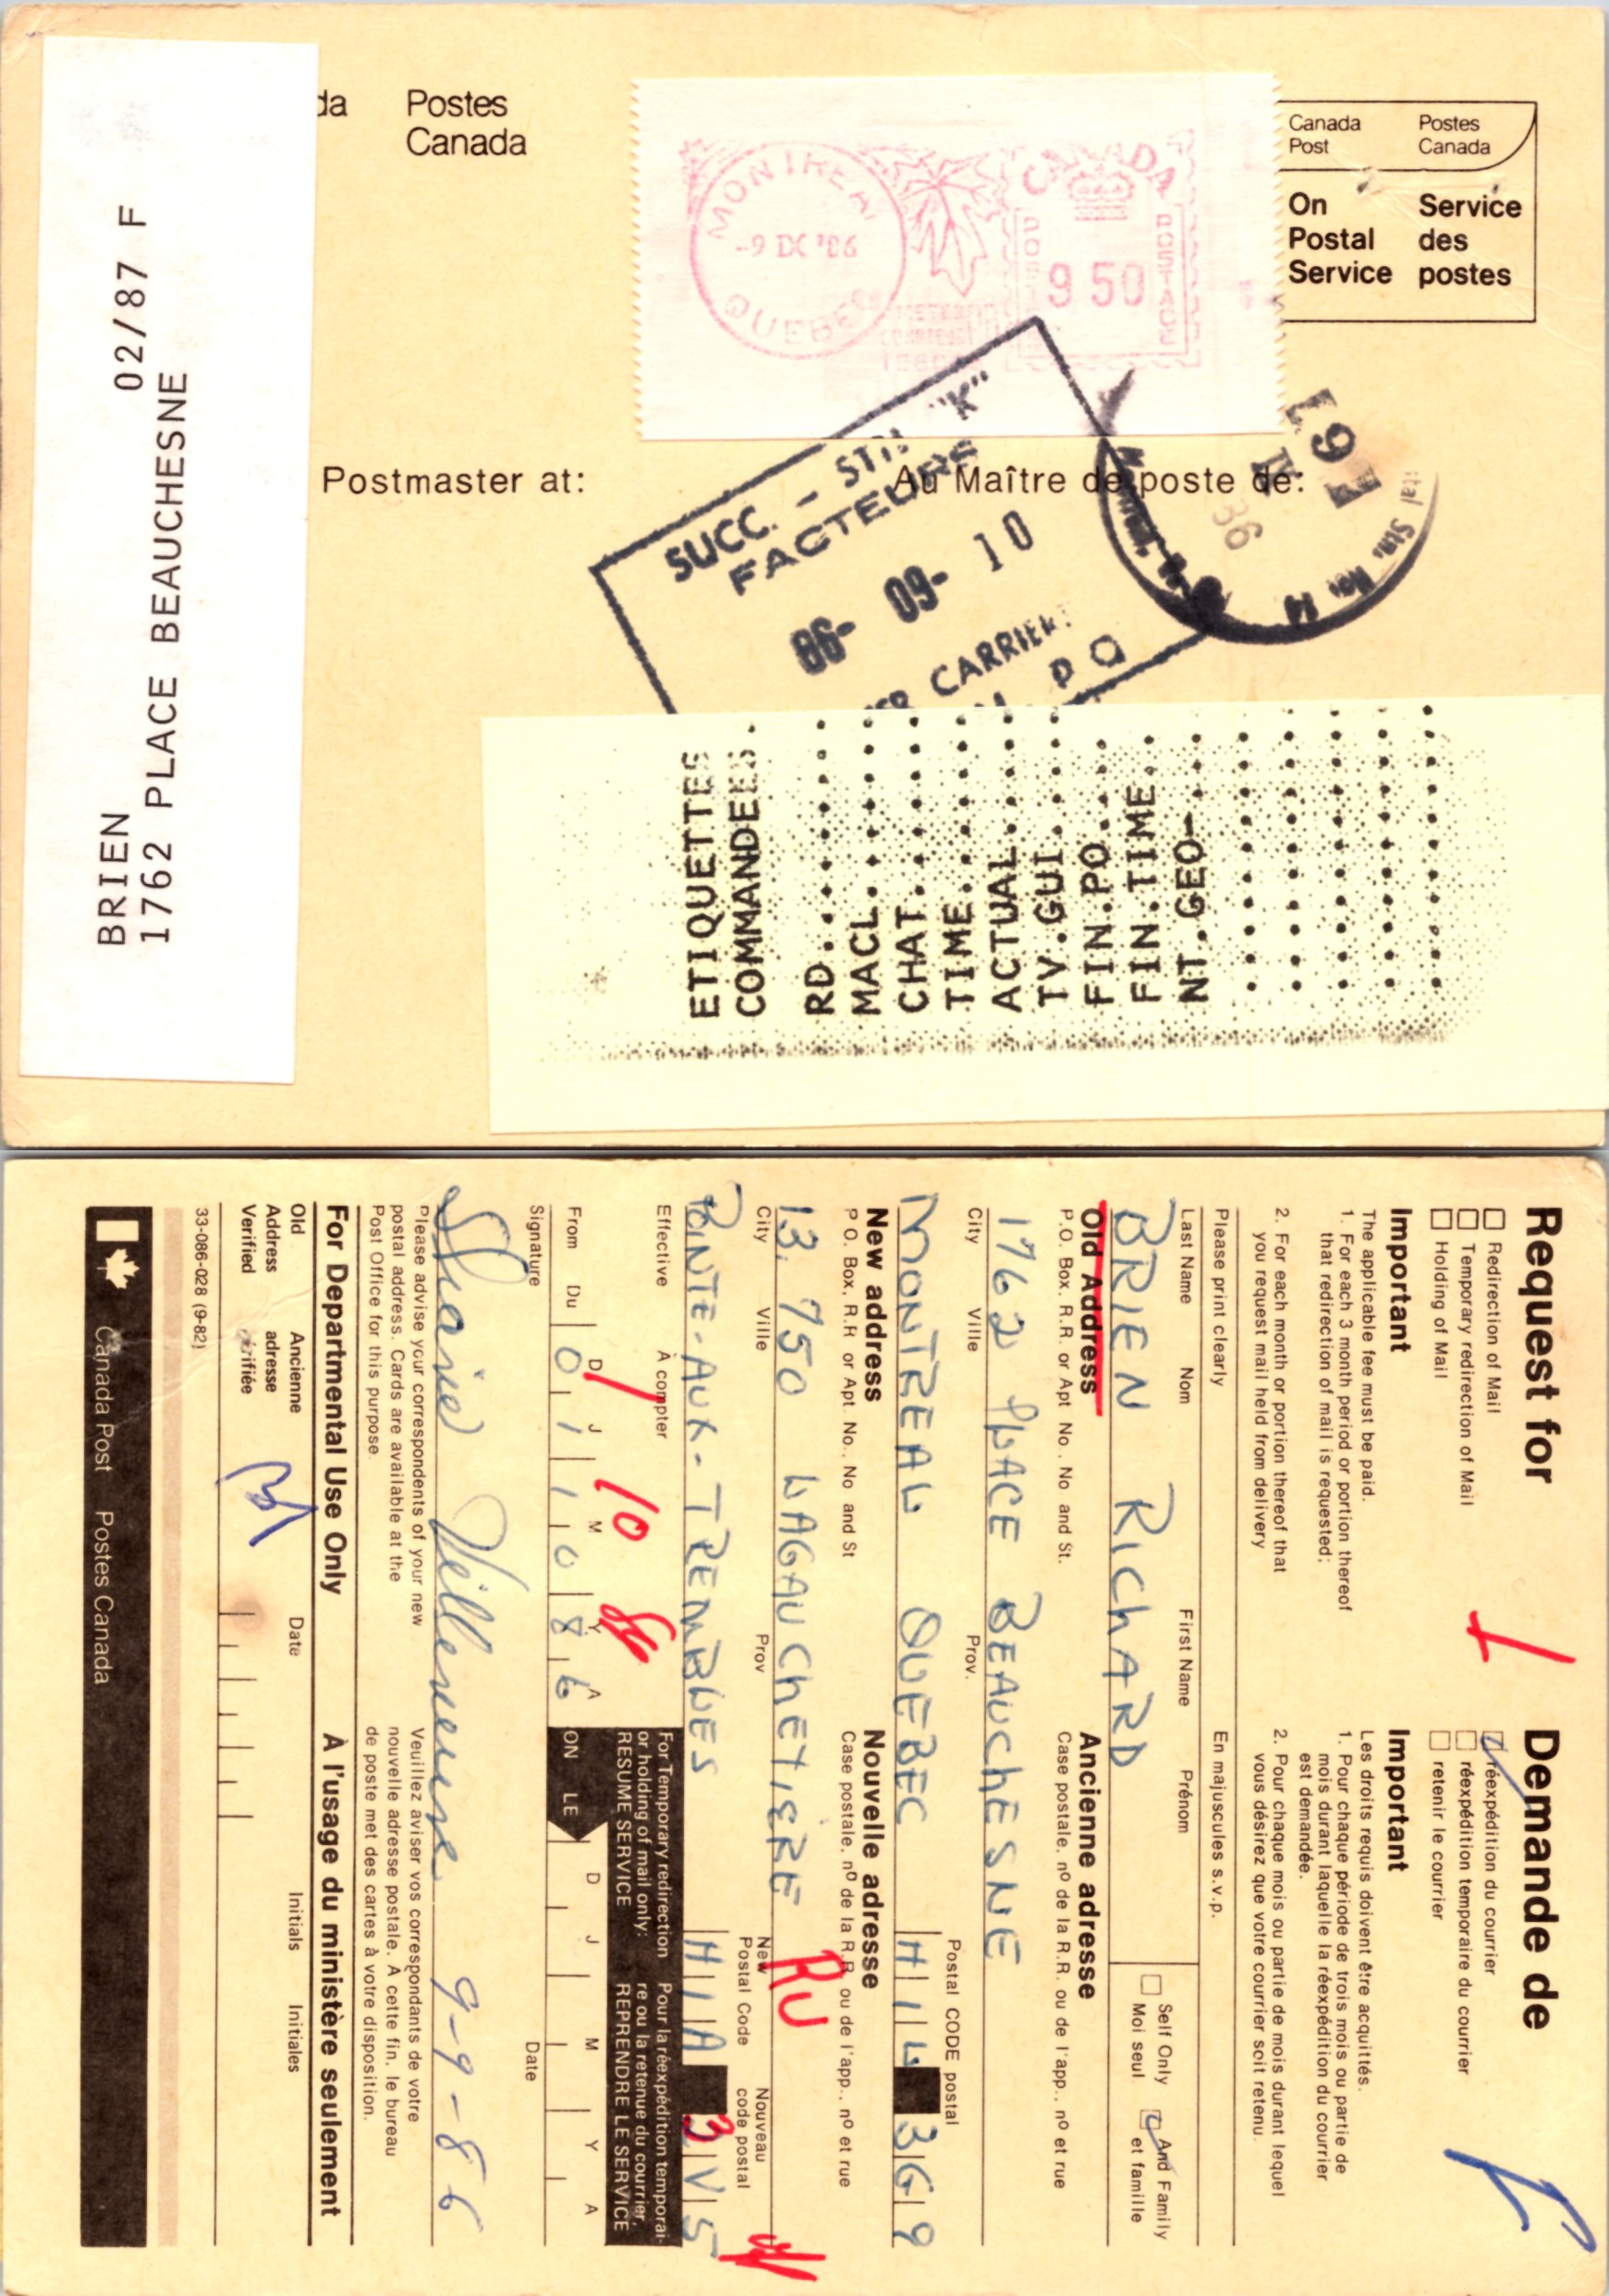 da Postes
Canada
Canada Postes
Post Canada
On Service
Postal des
Service postes
MONTREAL
-9 DC '86
QUEBEC
CANADA
9 50
Postmaster at: Au Maître de poste de:
SUCC. - STN "K"
FACTEURS
86- 09- 10
CARRIER
P Q
BRIEN 02/87 F
1762 PLACE BEAUCHESNE
ETIQUETTES
COMMANDEES.
RD
MACL
CHAT
TIME
ACTUAL
TV.GUI
FIN.PO
FIN.TIME
NT.GEO
Request for Demande de
Redirection of Mail réexpédition du courrier
Temporary redirection of Mail réexpédition temporaire du courrier
Holding of Mail retenir le courrier
Important Important
The applicable fee must be paid. Les droits requis doivent être acquités.
1. For each 3 month period or portion thereof
that redirection of mail is requested;
2. For each month or portion thereof that
you request mail held from delivery
1. Pour chaque période de trois mois ou partie de
mois durant laquelle la réexpédition du courrier
est demandée.
2. Pour chaque mois ou partie de mois durant lequel
vous désirez que votre courrier soit retenu.
Please print clearly En majuscules s.v.p.
Last Name Nom First Name Prénom
BRIEN RICHARD
Self Only And Family
Moi seul et famille
Old Address Ancienne adresse
P.O. Box, R.R. or Apt No., No and St. Case postale, nº de la R.R. ou de l'app., nº et rue
1762 PLACE BEAUCHESNE
City Ville Prov. Postal CODE postal
MONTREAL QUEBEC H1L 3G9
New address Nouvelle adresse
P.O. Box, R.R or Apt No., No and St Case postale, nº de la R.R. ou de l'app., nº et rue
13,750 LAGAUCHETISRE
RU
City Ville Prov New Postal Code Nouveau code postal
POINTE-AUX-TREMBLES H1A 3V5
Effective À compter
From Du D J M Y A
01 10 86
10
For Temporary redirection
or holding of mail only:
RESUME SERVICE
Pour la réexpédition temporai-
re ou la retenue du courrier,
REPRENDRE LE SERVICE
ON LE D J M Y A
Signature Date
Villeneuve 9-9-86
Please advise your correspondents of your new
postal address. Cards are available at the
Post Office for this purpose.
Veuillez aviser vos correspondants de votre
nouvelle adresse postale. À cette fin, le bureau
de poste met des cartes à votre disposition.
For Departmental Use Only À l'usage du ministère seulement
Old Ancienne Date Initials Initiales
Address adresse
Verified vérifiée
33-086-028 (9-82)
Canada Post Postes Canada